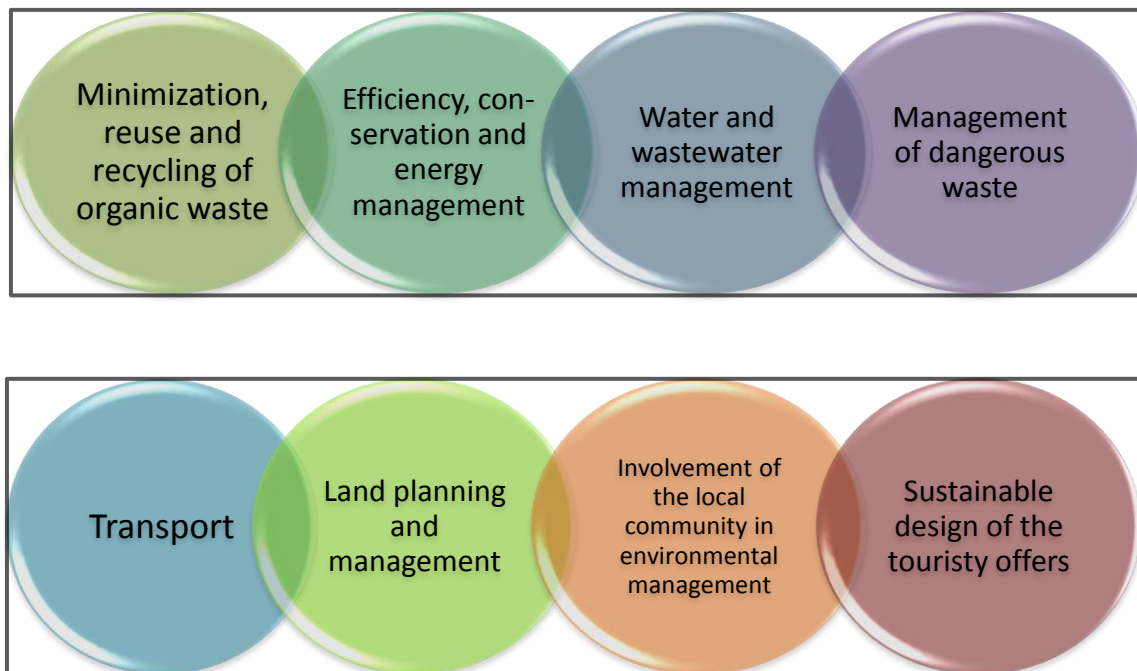 Minimization,
reuse and
recycling of
organic waste
Efficiency, con-
servation and
energy
management
Water and
wastewater
management
Management
of dangerous
waste
Transport
Land planning
and
management
Involvement of
the local
community in
environmental
management
Sustainable
design of the
touristy offers